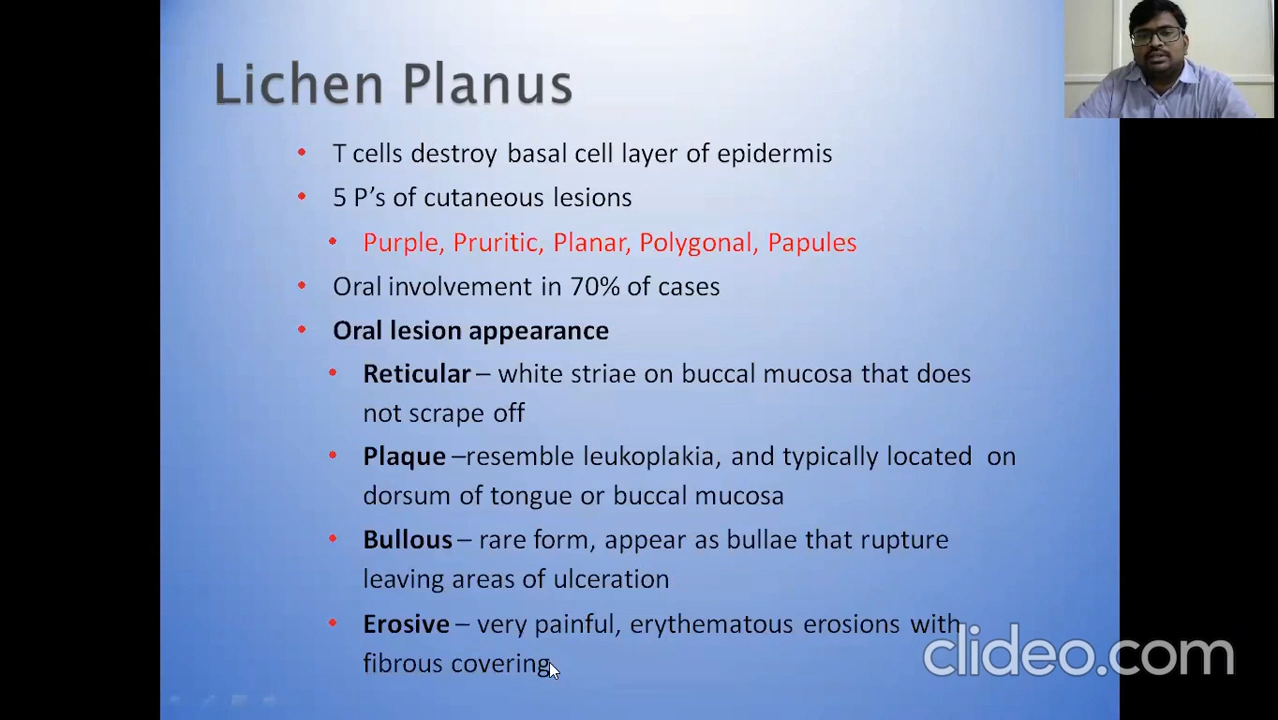 Lichen Planus
T cells destroy basal cell layer of epidermis
5 P's of cutaneous lesions
Purple, Pruritic, Planar, Polygonal, Papules
Oral involvement in 70% of cases
Oral lesion appearance
Reticular – white striae on buccal mucosa that does
not scrape off
Plaque –resemble leukoplakia, and typically located on
dorsum of tongue or buccal mucosa
Bullous – rare form, appear as bullae that rupture
leaving areas of ulceration
Erosive – very painful, erythematous erosions with
fibrous covering
clideo.com